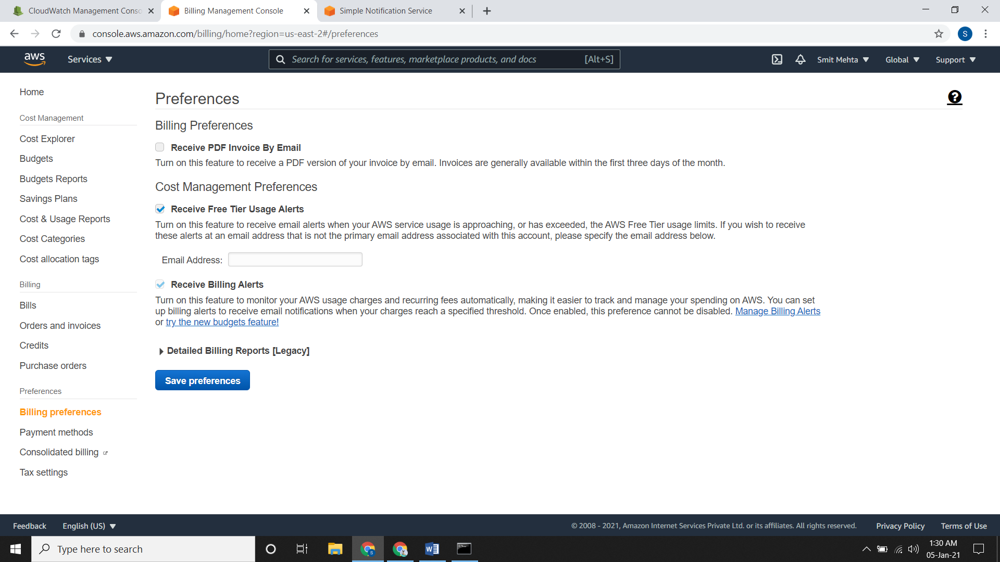 CloudWatch Management Conso
Billing Management Console
Simple Notification Service
console.aws.amazon.com/billing/home?region=us-east-2#/preferences
S
aws
Services
Search for services, features, marketplace products, and docs
[Alt+S]
Smit Mehta
Global
Support
Home
Cost Management
Cost Explorer
Budgets
Budgets Reports
Savings Plans
Cost & Usage Reports
Cost Categories
Cost allocation tags
Billing
Bills
Orders and invoices
Credits
Purchase orders
Preferences
Billing preferences
Payment methods
Consolidated billing
Tax settings
Preferences
?
Billing Preferences
Receive PDF Invoice By Email
Turn on this feature to receive a PDF version of your invoice by email. Invoices are generally available within the first three days of the month.
Cost Management Preferences
Receive Free Tier Usage Alerts
Turn on this feature to receive email alerts when your AWS service usage is approaching, or has exceeded, the AWS Free Tier usage limits. If you wish to receive
these alerts at an email address that is not the primary email address associated with this account, please specify the email address below.
Email Address:
Receive Billing Alerts
Turn on this feature to monitor your AWS usage charges and recurring fees automatically, making it easier to track and manage your spending on AWS. You can set
up billing alerts to receive email notifications when your charges reach a specified threshold. Once enabled, this preference cannot be disabled. Manage Billing Alerts
or try the new budgets feature!
Detailed Billing Reports [Legacy]
Save preferences
Feedback
English (US)
© 2008 - 2021, Amazon Internet Services Private Ltd. or its affiliates. All rights reserved.
Privacy Policy
Terms of Use
Type here to search
1:30 AM
05-Jan-21